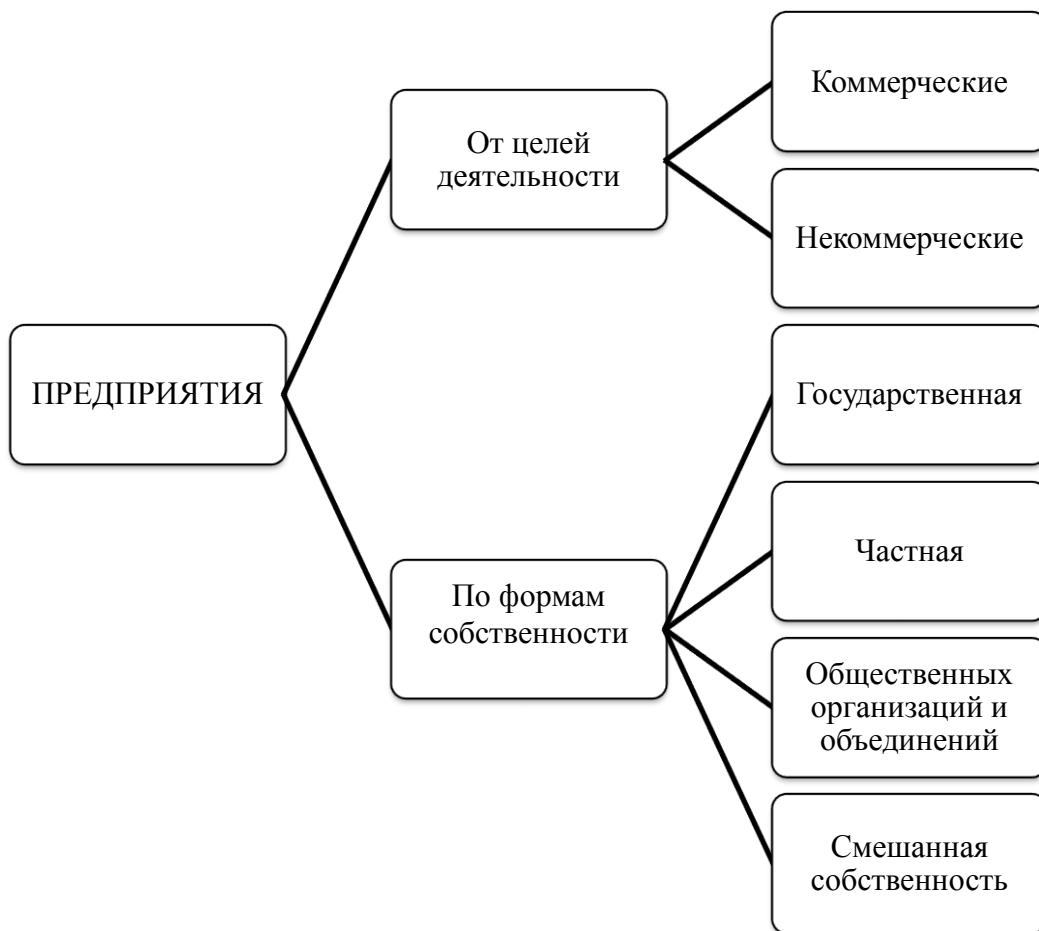 ПРЕДПРИЯТИЯ
От целей
деятельности
Коммерческие
Некоммерческие
По формам
собственности
Государственная
Частная
Общественных
организаций и
объединений
Смешанная
собственность